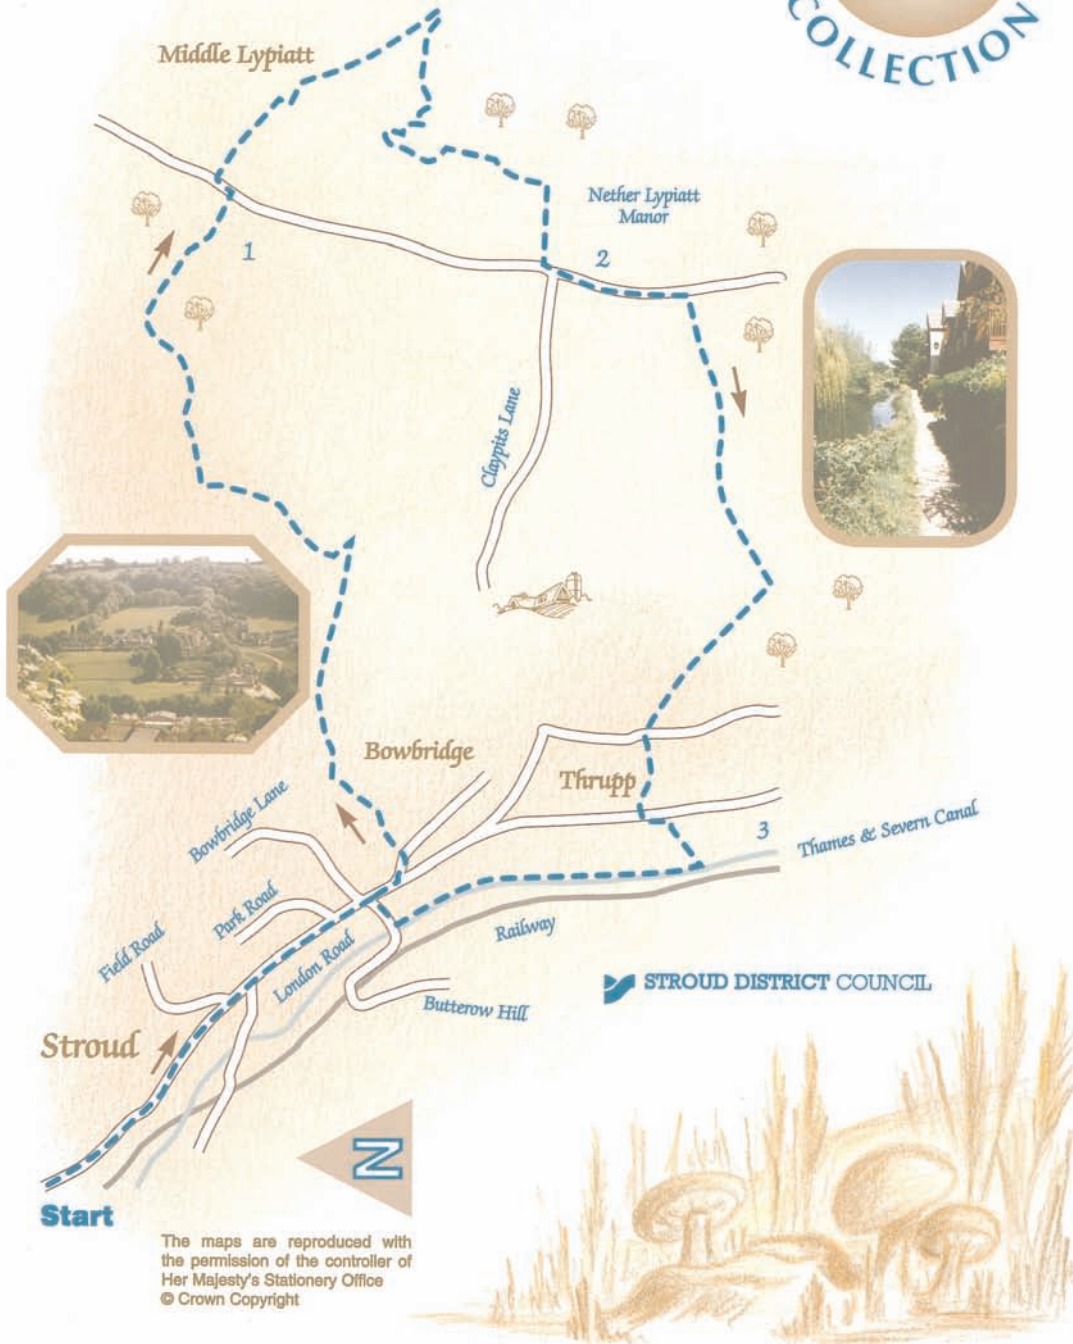 COLLECTION
Middle Lypiatt
Nether Lypiatt
Manor
1
2
Claypits Lane
Bowbridge
Thrupp
Bowbridge Lane
3
Thames & Severn Canal
Park Road
Field Road
London Road
Railway
STROUD DISTRICT COUNCIL
Butterow Hill
Stroud
N
Start
The maps are reproduced with
the permission of the controller of
Her Majesty's Stationery Office
© Crown Copyright